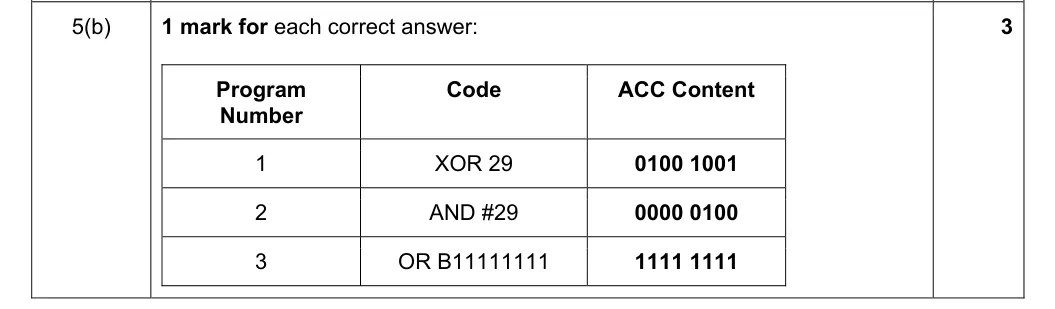 5(b) 1 mark for each correct answer: 3
Program Number Code ACC Content
1 XOR 29 0100 1001
2 AND #29 0000 0100
3 OR B11111111 1111 1111